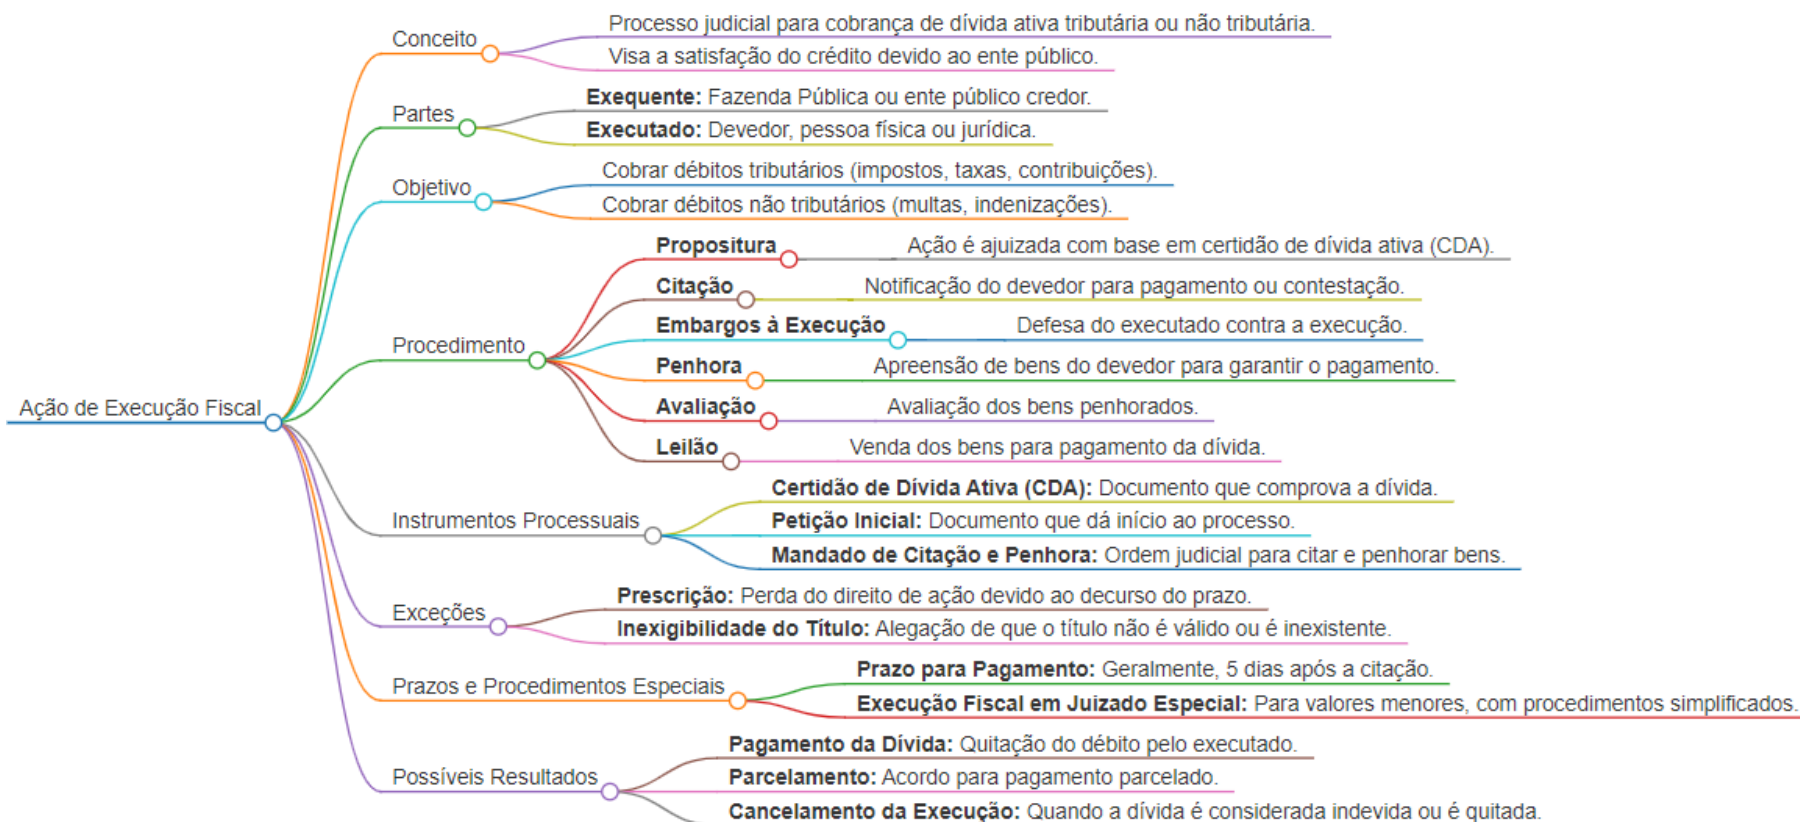 Ação de Execução Fiscal
Conceito
Processo judicial para cobrança de dívida ativa tributária ou não tributária.
Visa a satisfação do crédito devido ao ente público.
Partes
Exequente: Fazenda Pública ou ente público credor.
Executado: Devedor, pessoa física ou jurídica.
Objetivo
Cobrar débitos tributários (impostos, taxas, contribuições).
Cobrar débitos não tributários (multas, indenizações).
Procedimento
Propositura
Ação é ajuizada com base em certidão de dívida ativa (CDA).
Citação
Notificação do devedor para pagamento ou contestação.
Embargos à Execução
Defesa do executado contra a execução.
Penhora
Apreensão de bens do devedor para garantir o pagamento.
Avaliação
Avaliação dos bens penhorados.
Leilão
Venda dos bens para pagamento da dívida.
Instrumentos Processuais
Certidão de Dívida Ativa (CDA): Documento que comprova a dívida.
Petição Inicial: Documento que dá início ao processo.
Mandado de Citação e Penhora: Ordem judicial para citar e penhorar bens.
Exceções
Prescrição: Perda do direito de ação devido ao decurso do prazo.
Inexigibilidade do Título: Alegação de que o título não é válido ou é inexistente.
Prazos e Procedimentos Especiais
Prazo para Pagamento: Geralmente, 5 dias após a citação.
Execução Fiscal em Juizado Especial: Para valores menores, com procedimentos simplificados.
Possíveis Resultados
Pagamento da Dívida: Quitação do débito pelo executado.
Parcelamento: Acordo para pagamento parcelado.
Cancelamento da Execução: Quando a dívida é considerada indevida ou é quitada.